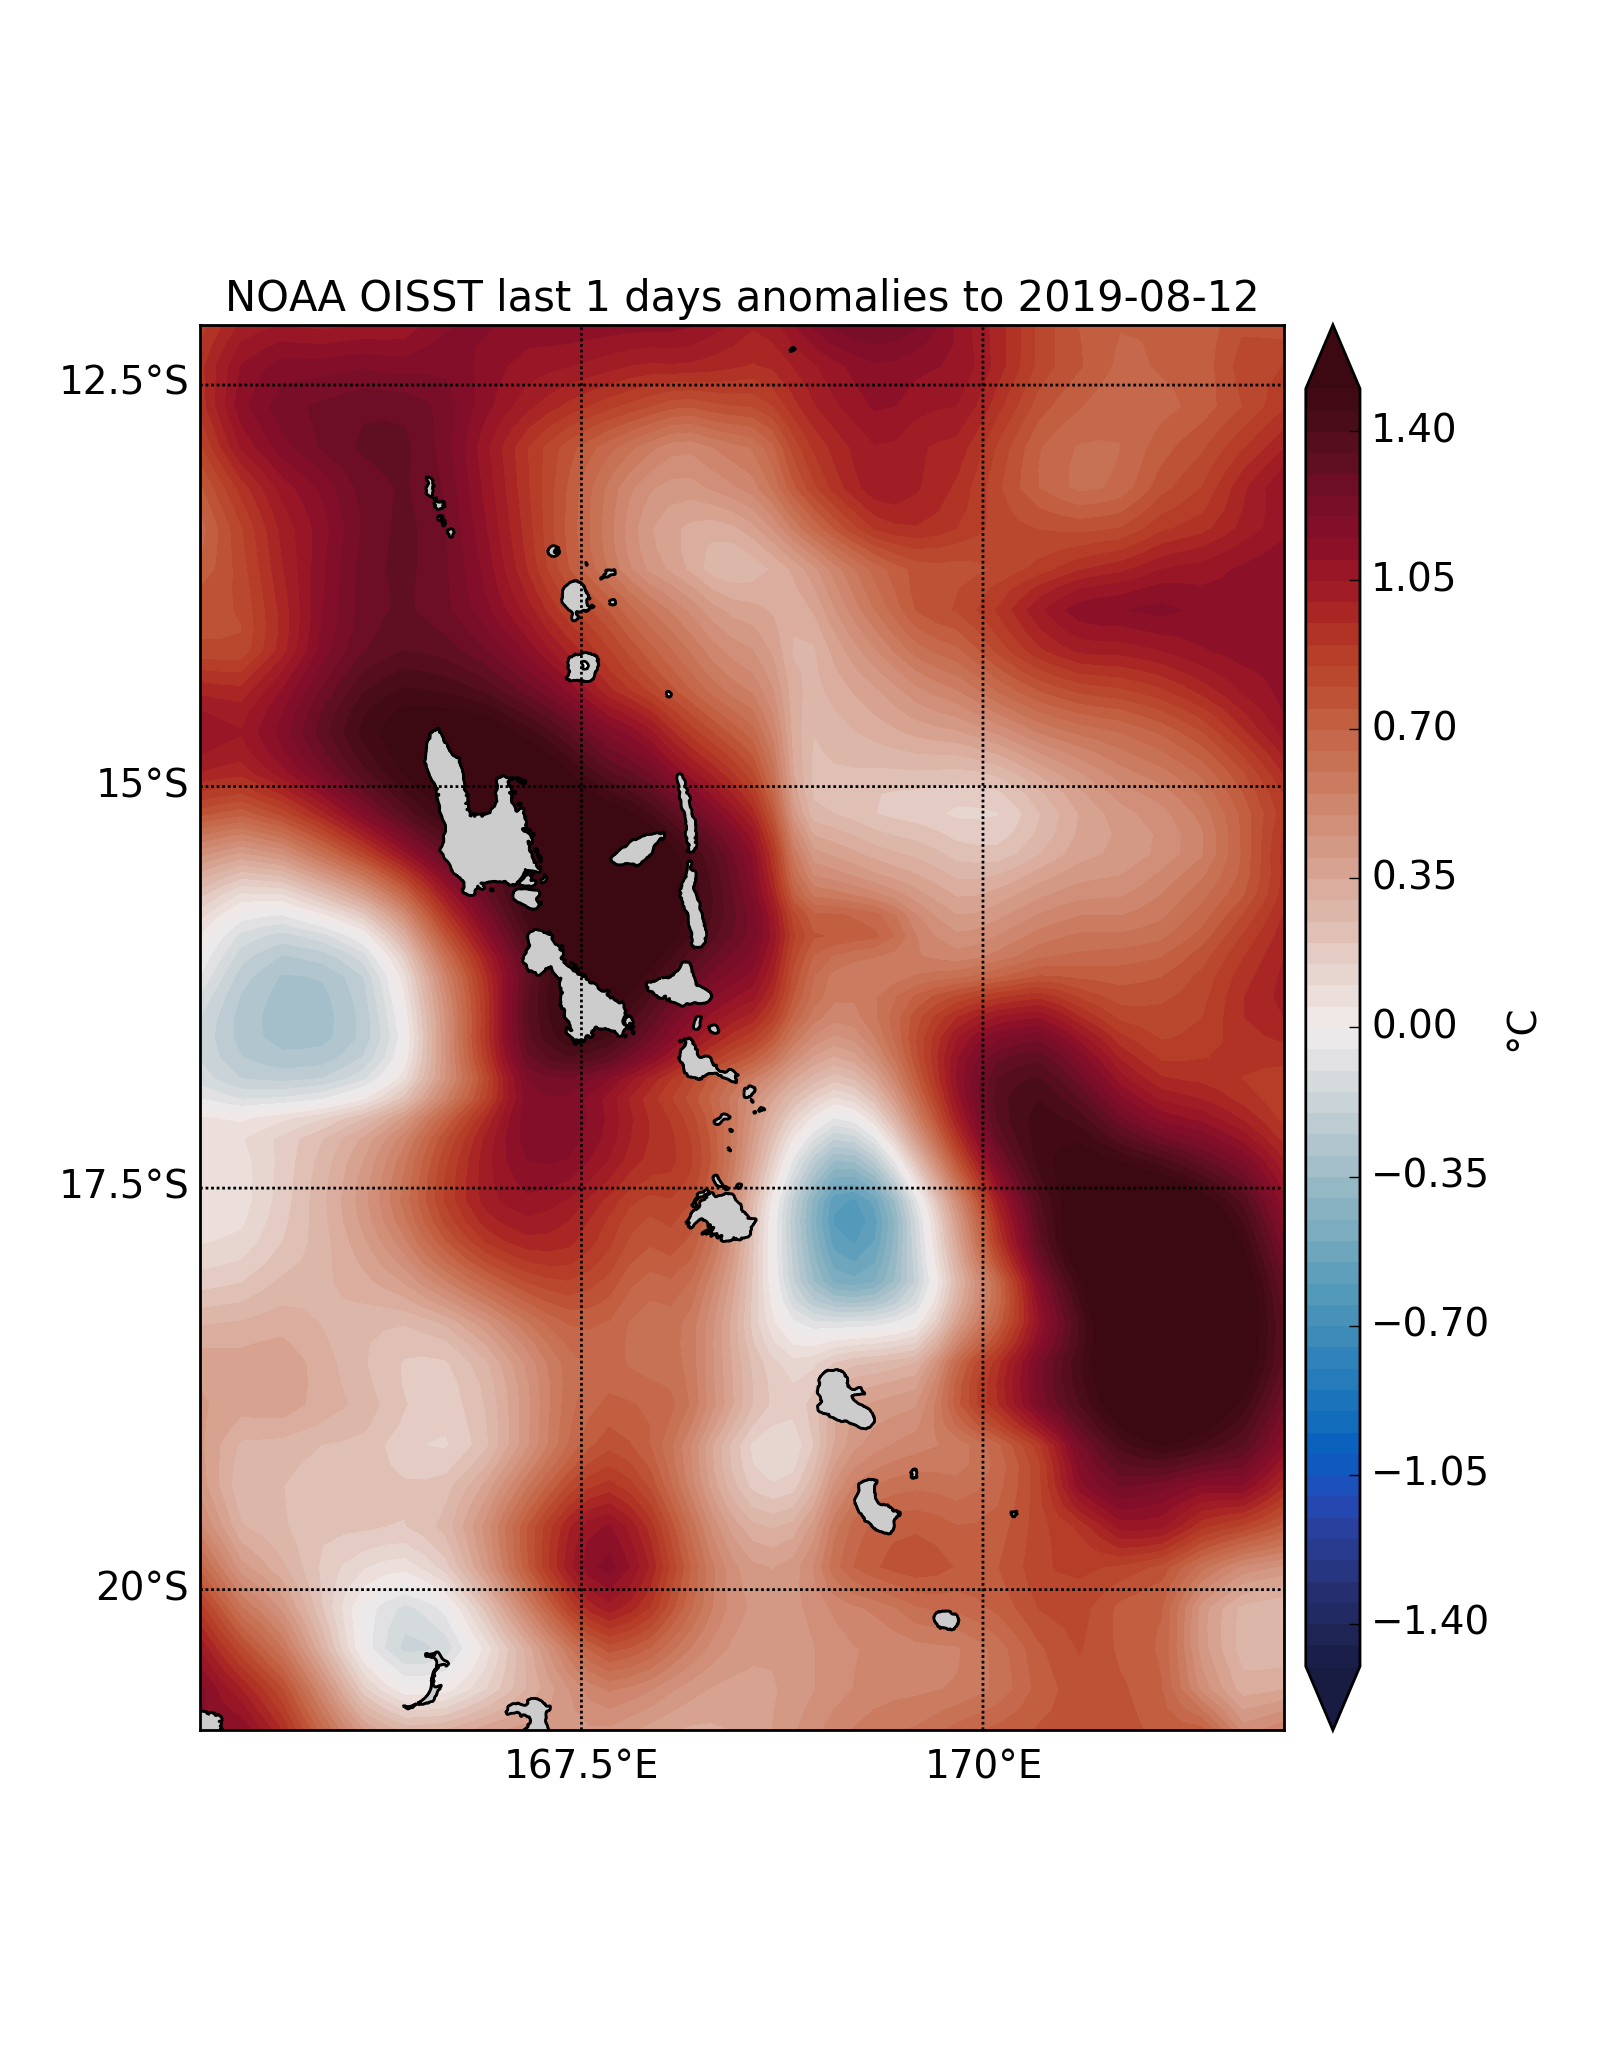 NOAA OISST last 1 days anomalies to 2019-08-12
12.5°S
15°S
17.5°S
20°S
167.5°E
170°E
1.40
1.05
0.70
0.35
0.00
−0.35
−0.70
−1.05
−1.40
°C